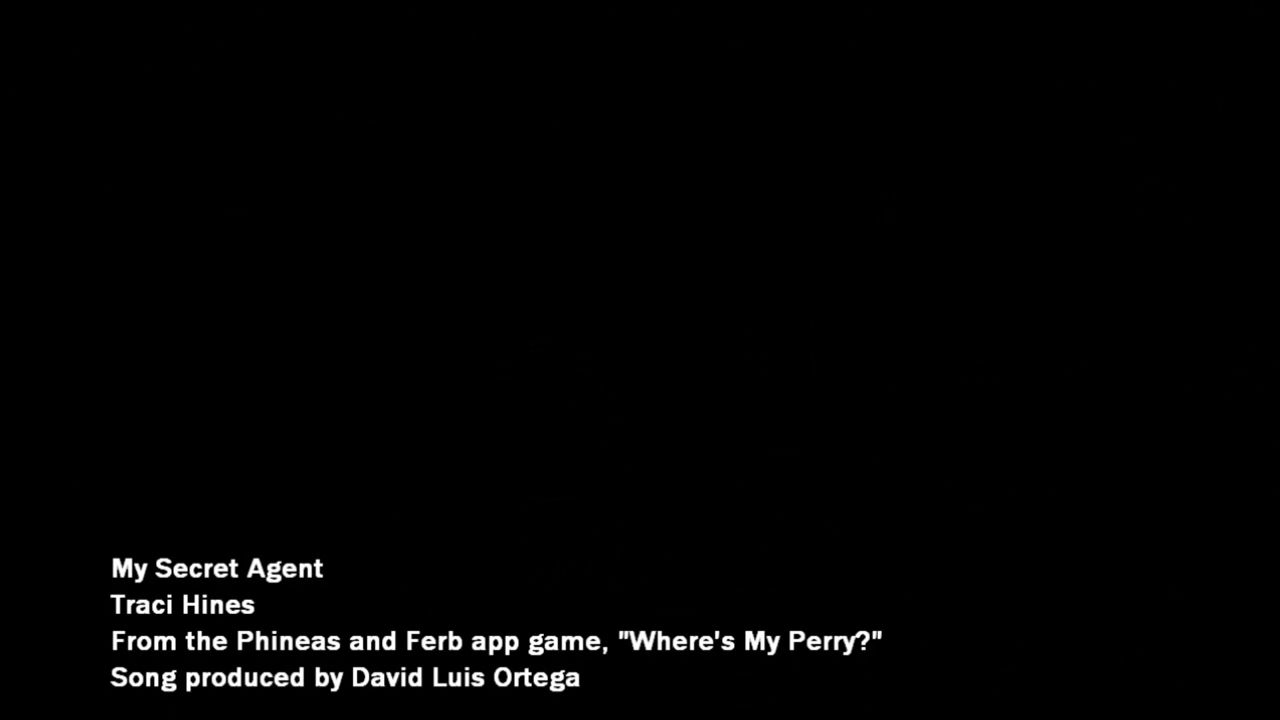 My Secret Agent
Traci Hines
From the Phineas and Ferb app game, "Where's My Perry?"
Song produced by David Luis Ortega